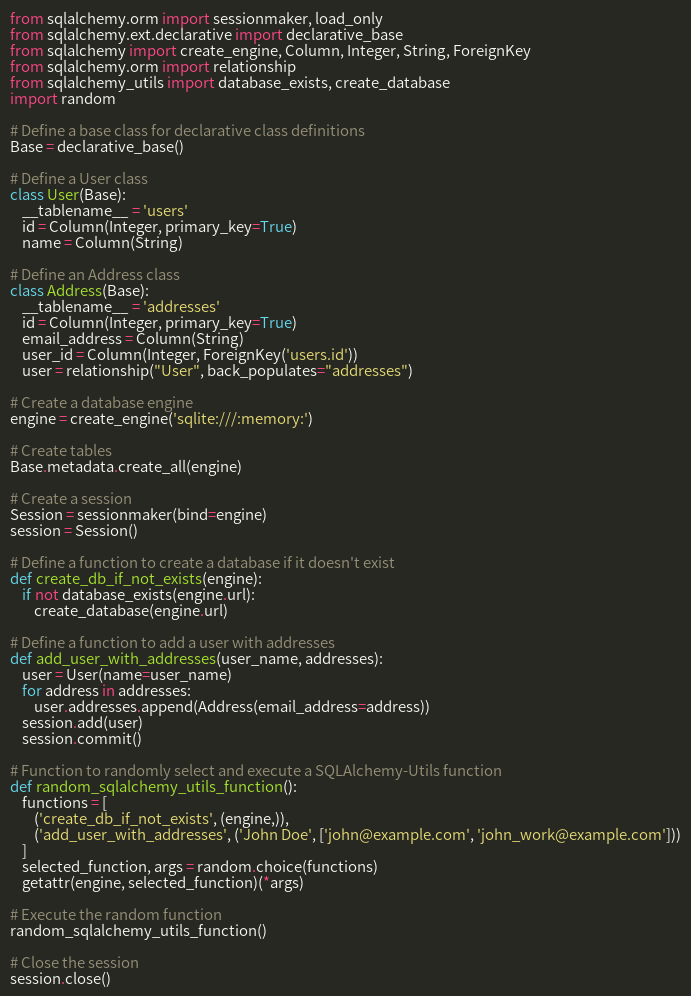 from sqlalchemy.orm import sessionmaker, load_only
from sqlalchemy.ext.declarative import declarative_base
from sqlalchemy import create_engine, Column, Integer, String, ForeignKey
from sqlalchemy.orm import relationship
from sqlalchemy_utils import database_exists, create_database
import random

# Define a base class for declarative class definitions
Base = declarative_base()

# Define a User class
class User(Base):
    __tablename__ = 'users'
    id = Column(Integer, primary_key=True)
    name = Column(String)

# Define an Address class
class Address(Base):
    __tablename__ = 'addresses'
    id = Column(Integer, primary_key=True)
    email_address = Column(String)
    user_id = Column(Integer, ForeignKey('users.id'))
    user = relationship("User", back_populates="addresses")

# Create a database engine
engine = create_engine('sqlite:///:memory:')

# Create tables
Base.metadata.create_all(engine)

# Create a session
Session = sessionmaker(bind=engine)
session = Session()

# Define a function to create a database if it doesn't exist
def create_db_if_not_exists(engine):
    if not database_exists(engine.url):
        create_database(engine.url)

# Define a function to add a user with addresses
def add_user_with_addresses(user_name, addresses):
    user = User(name=user_name)
    for address in addresses:
        user.addresses.append(Address(email_address=address))
    session.add(user)
    session.commit()

# Function to randomly select and execute a SQLAlchemy-Utils function
def random_sqlalchemy_utils_function():
    functions = [
        ('create_db_if_not_exists', (engine,)),
        ('add_user_with_addresses', ('John Doe', ['john@example.com', 'john_work@example.com']))
    ]
    selected_function, args = random.choice(functions)
    getattr(engine, selected_function)(*args)

# Execute the random function
random_sqlalchemy_utils_function()

# Close the session
session.close()